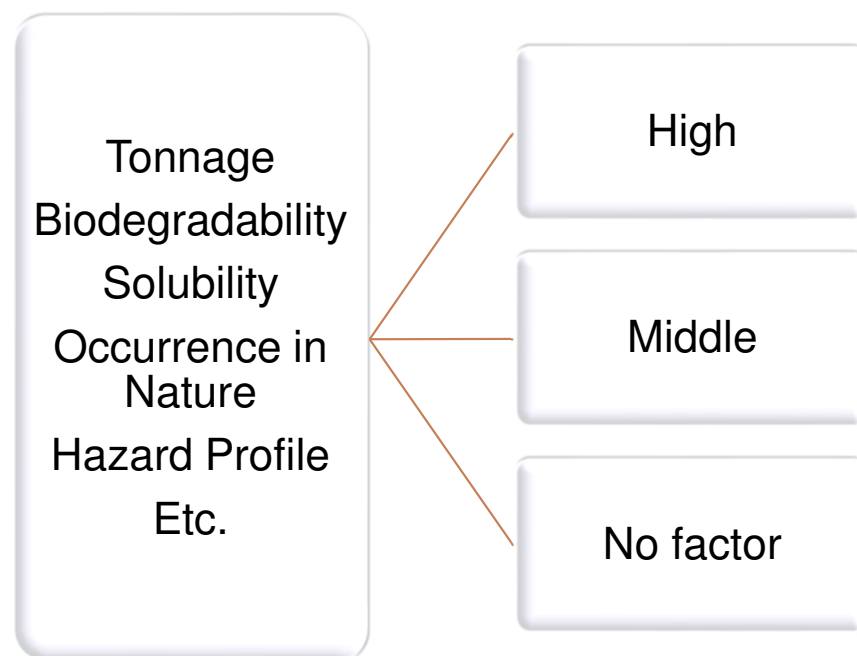 Tonnage
Biodegradability
Solubility
Occurrence in
Nature
Hazard Profile
Etc.
High
Middle
No factor